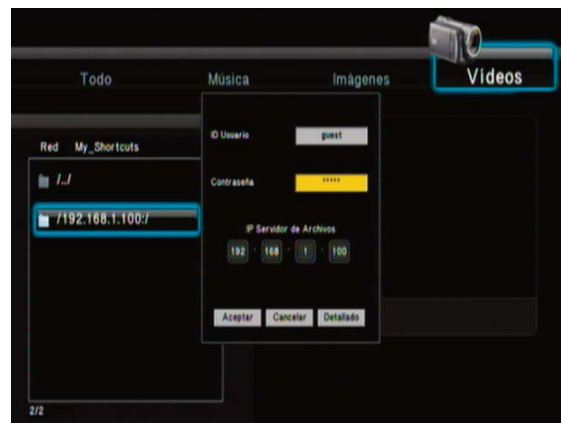 Todo Música Imágenes Vídeos
Red My_Shortcuts
/../
/192.168.1.100:/
2/2
ID Usuario guest
Contraseña *****
IP Servidor de Archivos
192 · 168 · 1 · 100
Aceptar Cancelar Detallado